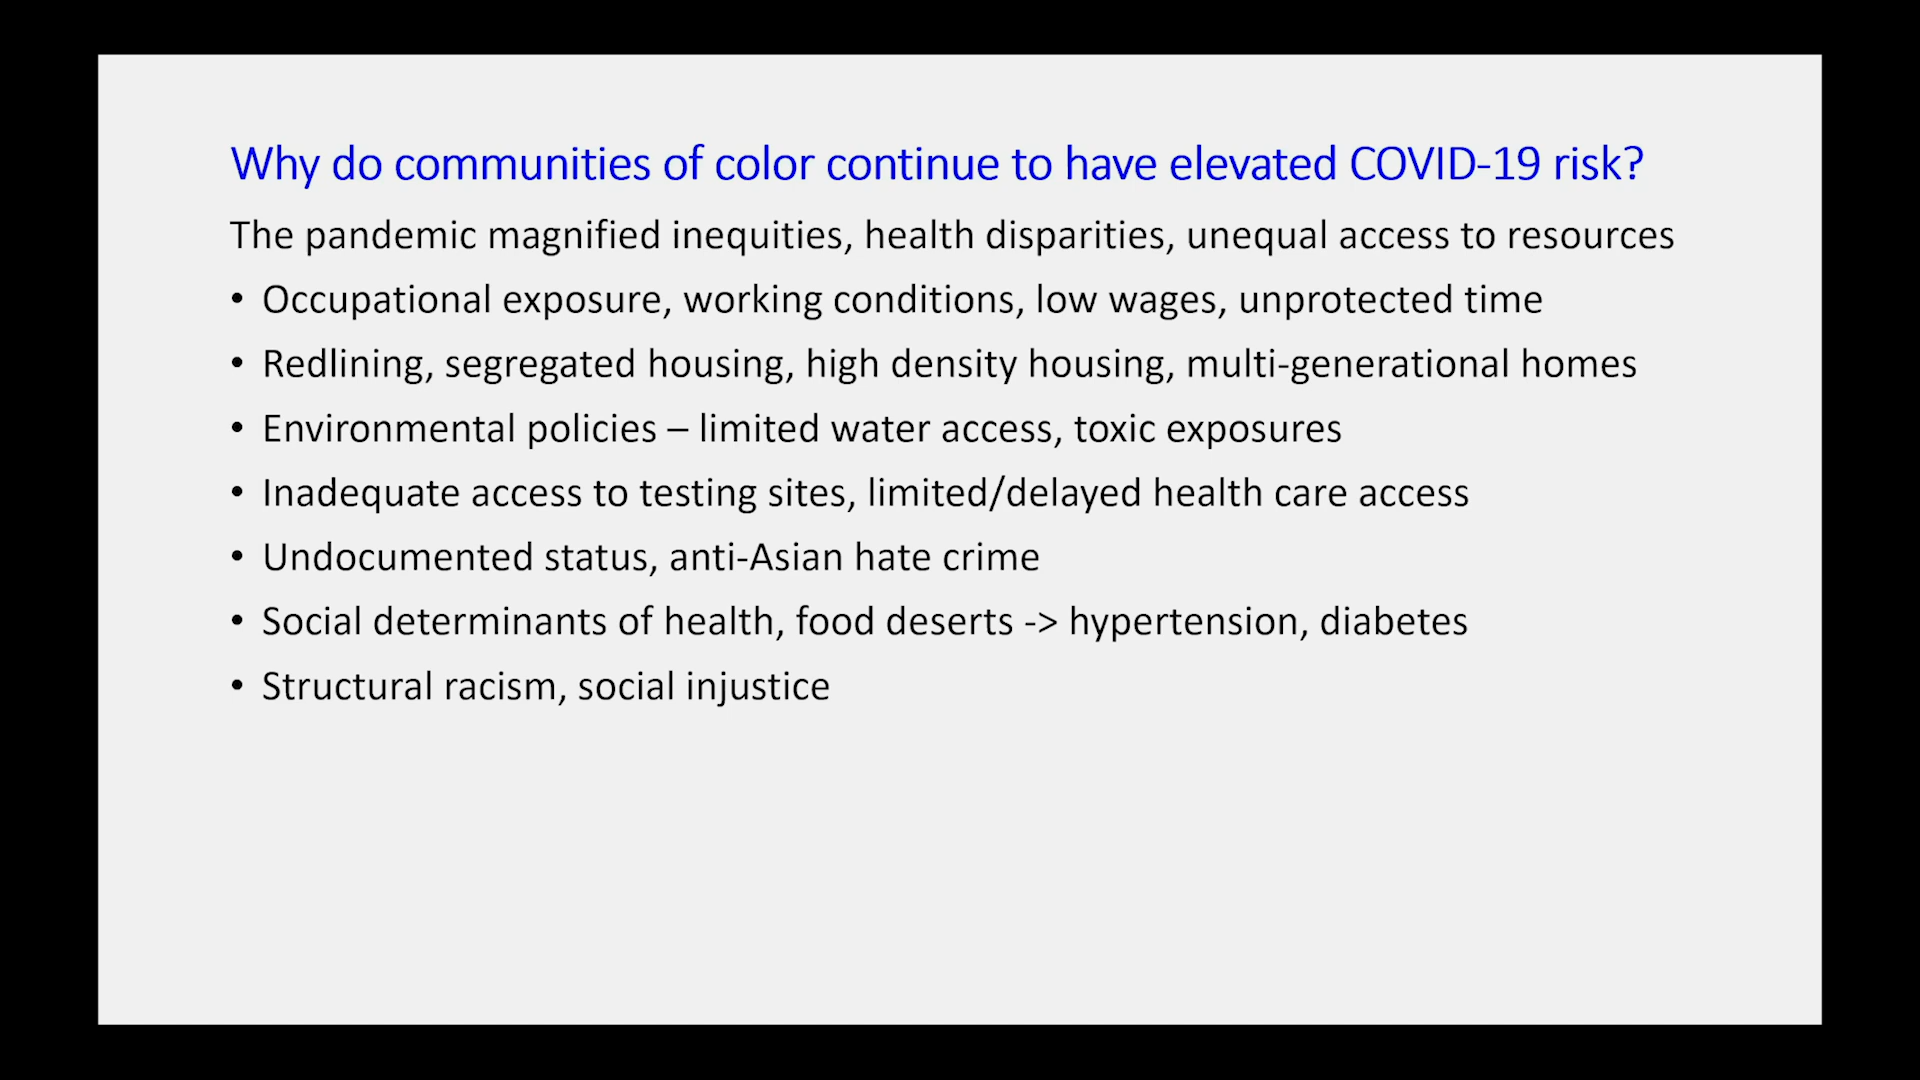 Why do communities of color continue to have elevated COVID-19 risk?
The pandemic magnified inequities, health disparities, unequal access to resources
• Occupational exposure, working conditions, low wages, unprotected time
• Redlining, segregated housing, high density housing, multi-generational homes
• Environmental policies – limited water access, toxic exposures
• Inadequate access to testing sites, limited/delayed health care access
• Undocumented status, anti-Asian hate crime
• Social determinants of health, food deserts -> hypertension, diabetes
• Structural racism, social injustice